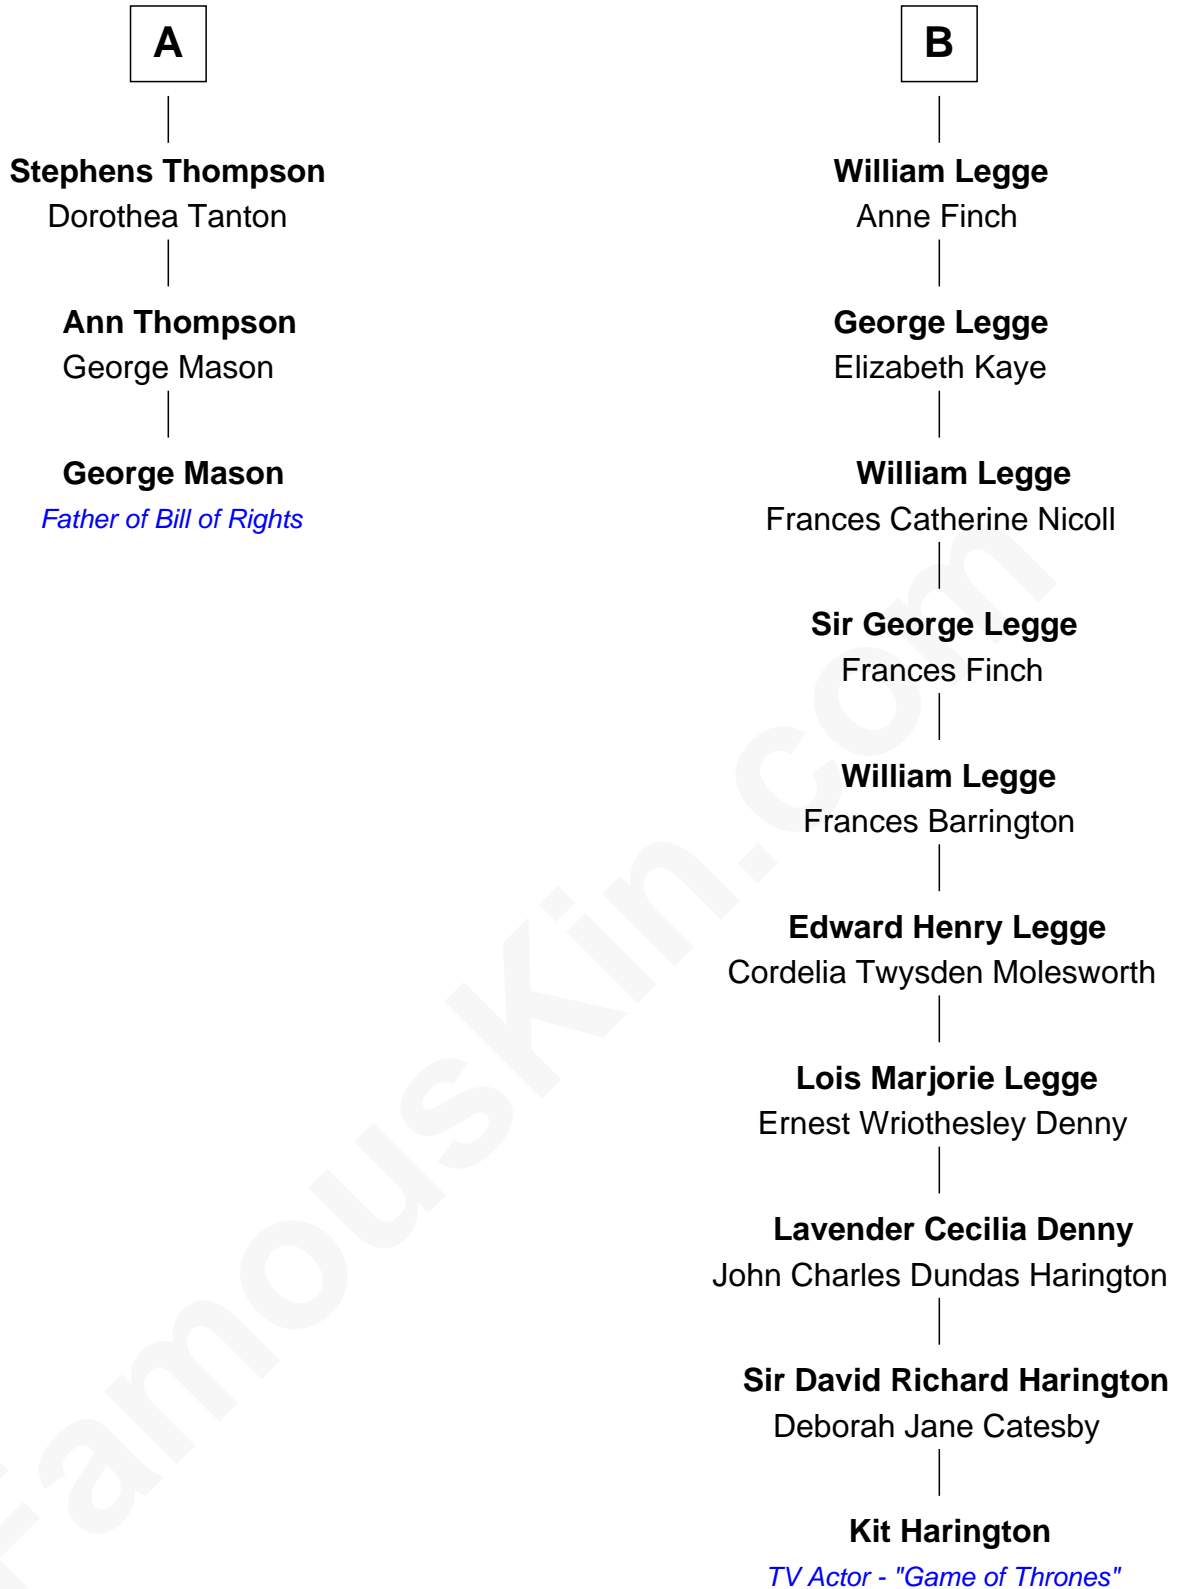 A
Stephens Thompson
Dorothea Tanton
Ann Thompson
George Mason
George Mason
Father of Bill of Rights
B
William Legge
Anne Finch
George Legge
Elizabeth Kaye
William Legge
Frances Catherine Nicoll
Sir George Legge
Frances Finch
William Legge
Frances Barrington
Edward Henry Legge
Cordelia Twysden Molesworth
Lois Marjorie Legge
Ernest Wriothesley Denny
Lavender Cecilia Denny
John Charles Dundas Harington
Sir David Richard Harington
Deborah Jane Catesby
Kit Harington
TV Actor - "Game of Thrones"
FamousKin.com